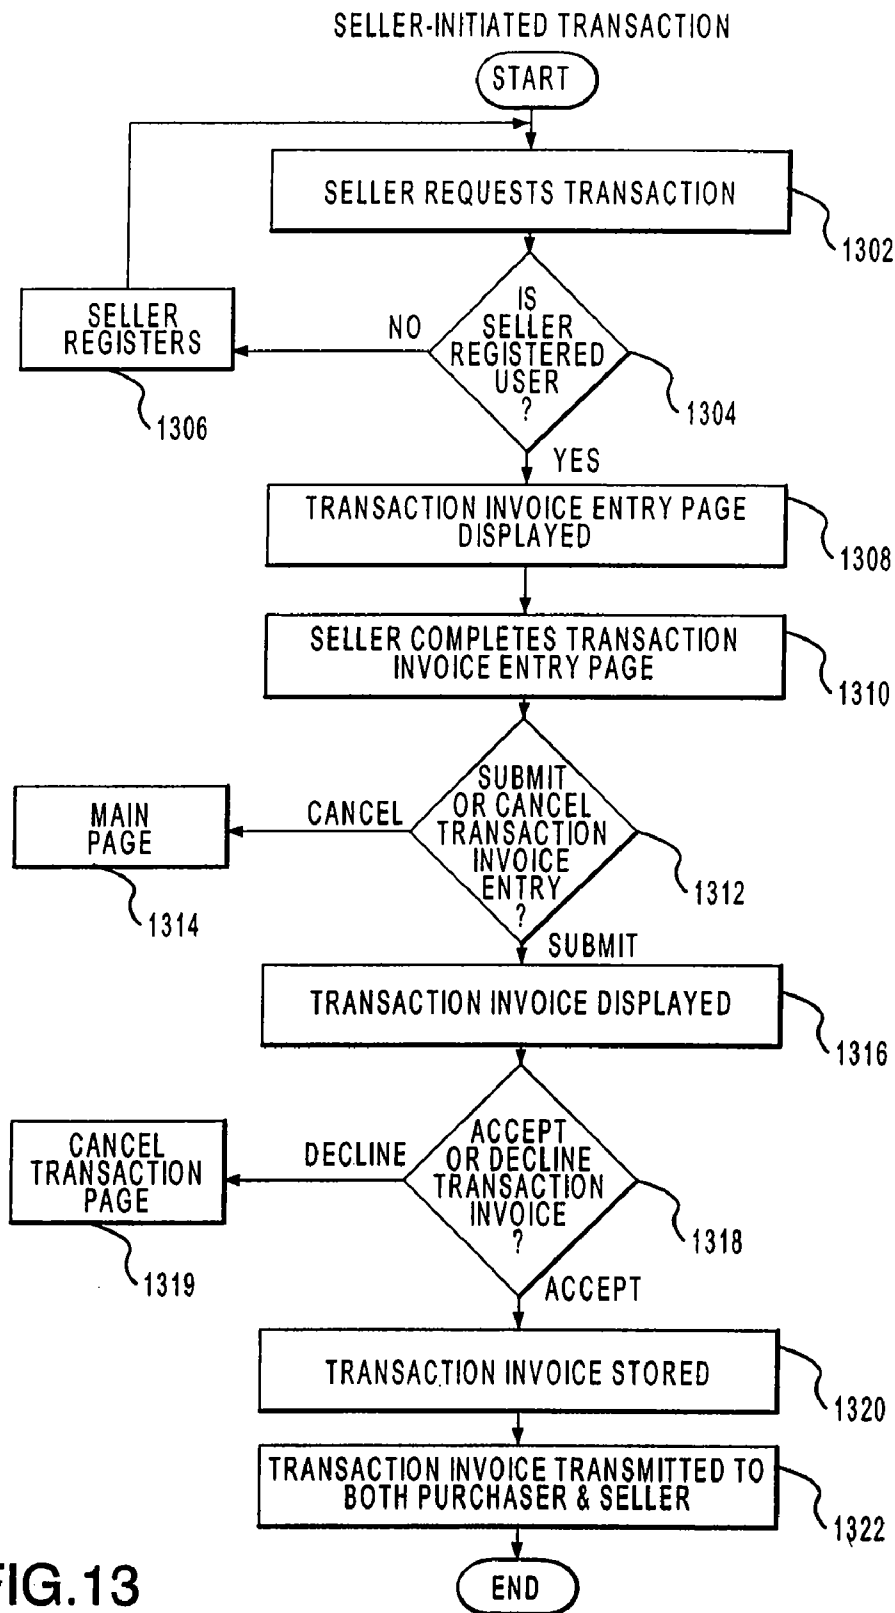 SELLER-INITIATED TRANSACTION
START
SELLER REQUESTS TRANSACTION
1302
IS
SELLER
REGISTERED
USER
?
1304
NO
SELLER
REGISTERS
1306
YES
TRANSACTION INVOICE ENTRY PAGE
DISPLAYED
1308
SELLER COMPLETES TRANSACTION
INVOICE ENTRY PAGE
1310
SUBMIT
OR CANCEL
TRANSACTION
INVOICE
ENTRY
?
1312
CANCEL
MAIN
PAGE
1314
SUBMIT
TRANSACTION INVOICE DISPLAYED
1316
ACCEPT
OR DECLINE
TRANSACTION
INVOICE
?
1318
DECLINE
CANCEL
TRANSACTION
PAGE
1319
ACCEPT
TRANSACTION INVOICE STORED
1320
TRANSACTION INVOICE TRANSMITTED TO
BOTH PURCHASER & SELLER
1322
END
FIG.13